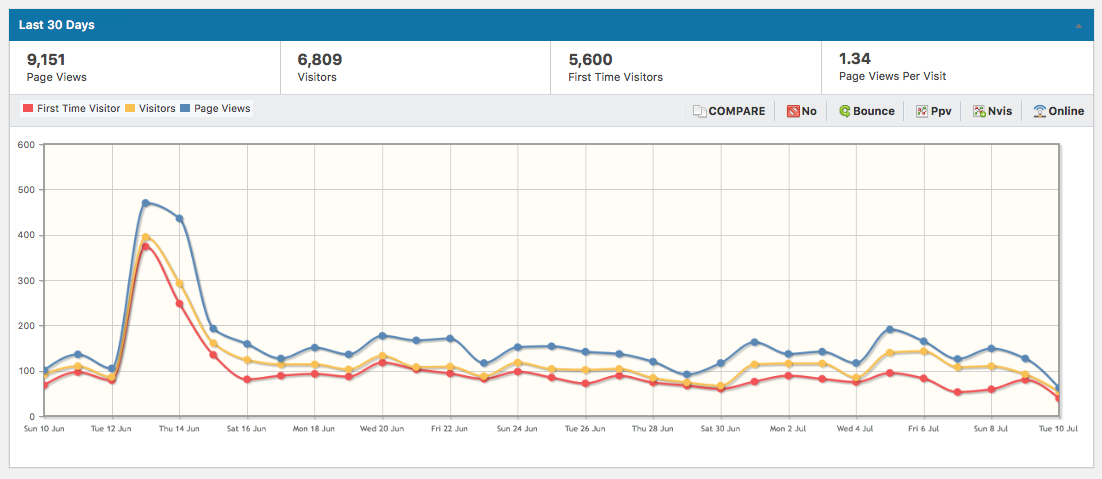 Last 30 Days
9,151 6,809 5,600 1.34
Page Views Visitors First Time Visitors Page Views Per Visit
First Time Visitor Visitors Page Views COMPARE No Bounce Ppv Nvis Online
600
500
400
300
200
100
0
Sun 10 Jun Tue 12 Jun Thu 14 Jun Sat 16 Jun Mon 18 Jun Wed 20 Jun Fri 22 Jun Sun 24 Jun Tue 26 Jun Thu 28 Jun Sat 30 Jun Mon 2 Jul Wed 4 Jul Fri 6 Jul Sun 8 Jul Tue 10 Jul